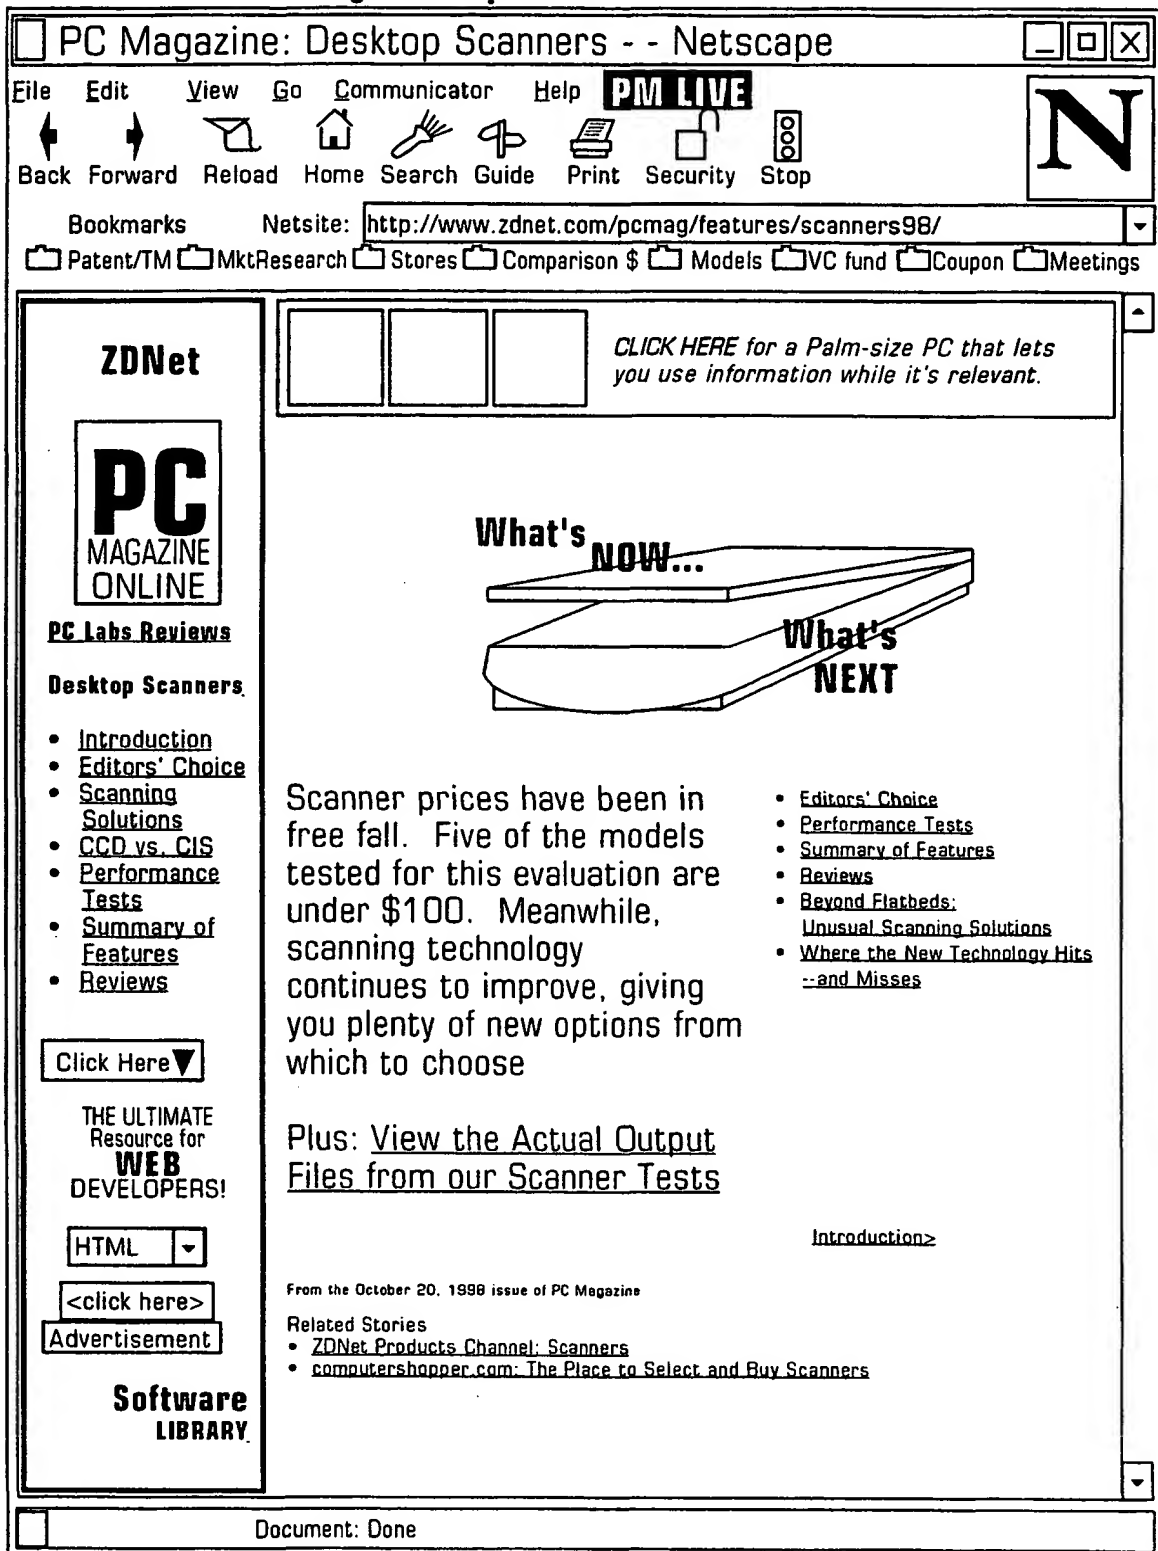 PC Magazine: Desktop Scanners - - Netscape
File Edit View Go Communicator Help PM LIVE
N
Back Forward Reload Home Search Guide Print Security Stop
Bookmarks Netsite: http://www.zdnet.com/pcmag/features/scanners98/
Patent/TM MktResearch Stores Comparison $ Models VC fund Coupon Meetings
ZDNet
PC
MAGAZINE
ONLINE
PC Labs Reviews
Desktop Scanners
• Introduction
• Editors' Choice
• Scanning
Solutions
• CCD vs. CIS
• Performance
Tests
• Summary of
Features
• Reviews
Click Here
THE ULTIMATE
Resource for
WEB
DEVELOPERS!
HTML
<click here>
Advertisement
Software
LIBRARY
CLICK HERE for a Palm-size PC that lets
you use information while it's relevant.
What's
NOW...
What's
NEXT
Scanner prices have been in
free fall. Five of the models
tested for this evaluation are
under $100. Meanwhile,
scanning technology
continues to improve, giving
you plenty of new options from
which to choose
Plus: View the Actual Output
Files from our Scanner Tests
• Editors' Choice
• Performance Tests
• Summary of Features
• Reviews
• Beyond Flatbeds:
Unusual Scanning Solutions
• Where the New Technology Hits
--and Misses
Introduction>
From the October 20, 1998 issue of PC Magazine
Related Stories
• ZDNet Products Channel: Scanners
• computershopper.com: The Place to Select and Buy Scanners
Document: Done